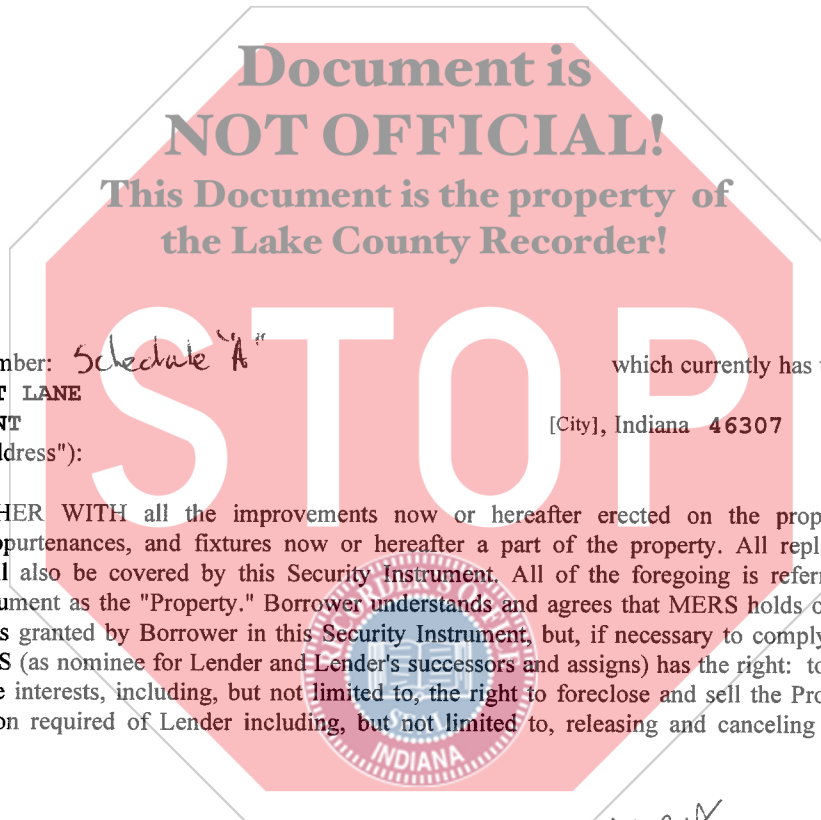 Document is
NOT OFFICIAL!
This Document is the property of
the Lake County Recorder!
STOP
mber: Schedule "A" which currently has t
T LANE
NT [City], Indiana 46307
ddress"):
HER WITH all the improvements now or hereafter erected on the prop
ppurtenances, and fixtures now or hereafter a part of the property. All repl
l also be covered by this Security Instrument. All of the foregoing is referr
ument as the "Property." Borrower understands and agrees that MERS holds o
s granted by Borrower in this Security Instrument, but, if necessary to comply
S (as nominee for Lender and Lender's successors and assigns) has the right: to
e interests, including, but not limited to, the right to foreclose and sell the Pro
on required of Lender including, but not limited to, releasing and canceling
RECORDER'S OFFICE
SEAL
INDIANA